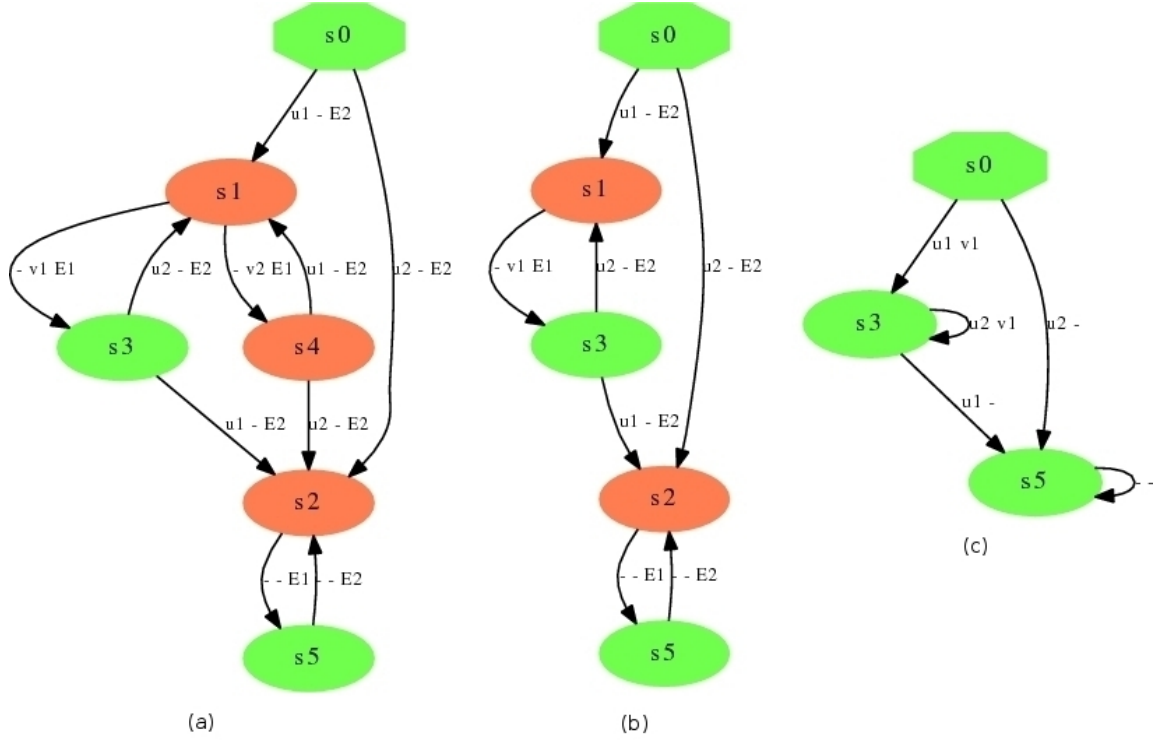 s0
u1 - E2
s1
- v1 E1
u2 - E2
- v2 E1
u1 - E2
u2 - E2
s3
s4
u1 - E2
u2 - E2
s2
- - E1
- - E2
s5
(a)
s0
u1 - E2
s1
- v1 E1
u2 - E2
u2 - E2
s3
u1 - E2
s2
- - E1
- - E2
s5
(b)
s0
u1 v1
s3
u2 v1
u2 -
u1 -
s5
- -
(c)